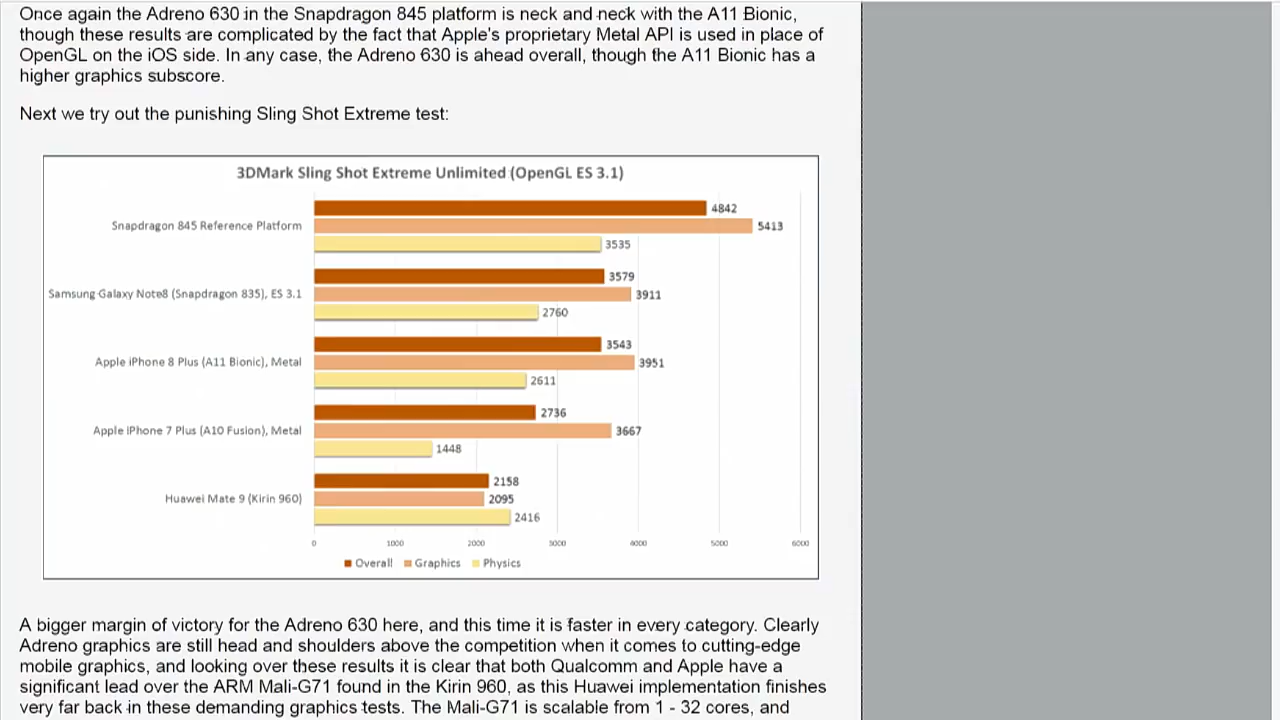 Once again the Adreno 630 in the Snapdragon 845 platform is neck and neck with the A11 Bionic,
though these results are complicated by the fact that Apple's proprietary Metal API is used in place of
OpenGL on the iOS side. In any case, the Adreno 630 is ahead overall, though the A11 Bionic has a
higher graphics subscore.
Next we try out the punishing Sling Shot Extreme test:
3DMark Sling Shot Extreme Unlimited (OpenGL ES 3.1)
Snapdragon 845 Reference Platform
4842
5413
3535
Samsung Galaxy Note8 (Snapdragon 835), ES 3.1
3579
3911
2760
Apple iPhone 8 Plus (A11 Bionic), Metal
3543
3951
2611
Apple iPhone 7 Plus (A10 Fusion), Metal
2736
3667
1448
Huawei Mate 9 (Kirin 960)
2158
2095
2416
0 1000 2000 3000 4000 5000 6000
Overall Graphics Physics
A bigger margin of victory for the Adreno 630 here, and this time it is faster in every category. Clearly
Adreno graphics are still head and shoulders above the competition when it comes to cutting-edge
mobile graphics, and looking over these results it is clear that both Qualcomm and Apple have a
significant lead over the ARM Mali-G71 found in the Kirin 960, as this Huawei implementation finishes
very far back in these demanding graphics tests. The Mali-G71 is scalable from 1 - 32 cores, and